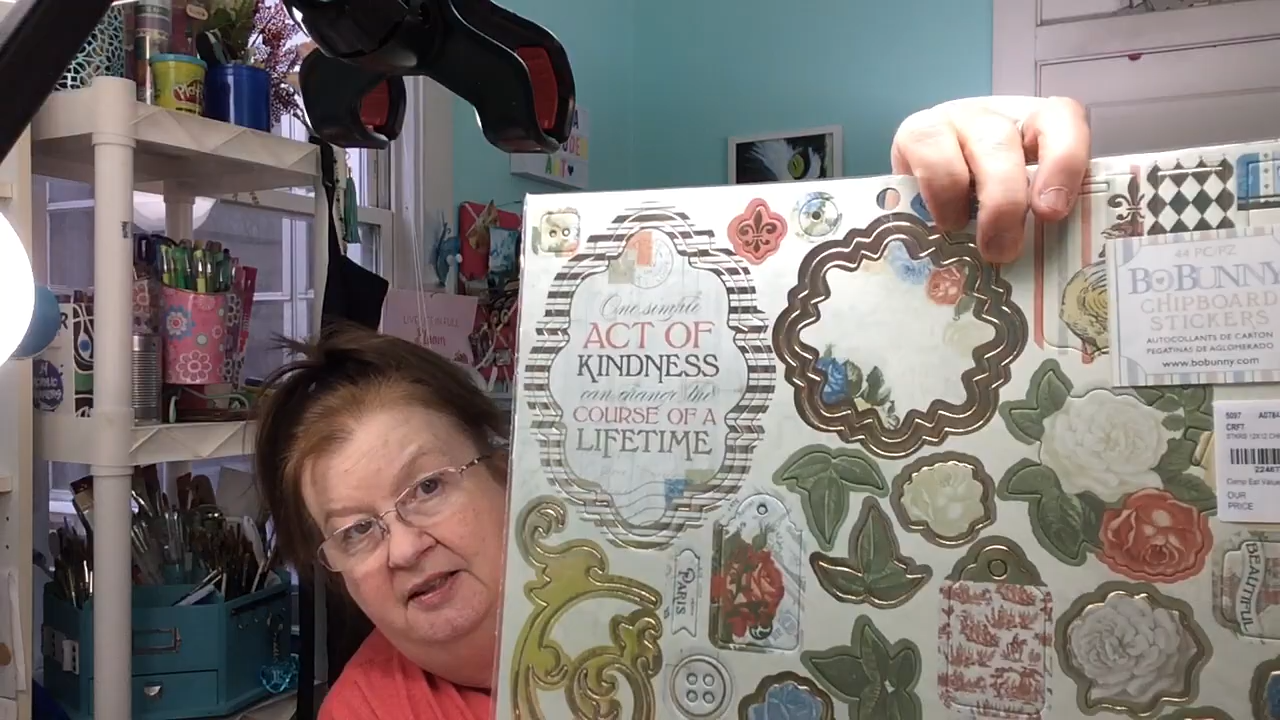 Play-Doh
One simple
ACT OF
KINDNESS
can change the
COURSE OF A
LIFETIME
PARIS
44 PC/PZ
BOBUNNY
CHIPBOARD
STICKERS
AUTOCOLLANTS DE CARTON
PEGATINAS DE AGLOMERADO
www.bobunny.com
5097
CRFT
OUR
PRICE
BEAUTIFUL